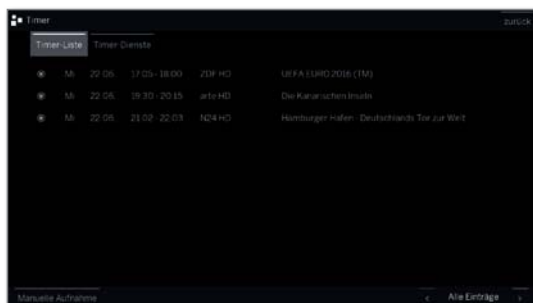 Timer
zurück
Timer-Liste Timer-Dienste
Mi 22.06. 17:05 - 18:00 ZDF HD UEFA EURO 2016 (TM)
Mi 22.06. 19:30 - 20:15 arte HD Die Kanarischen Inseln
Mi 22.06. 21:02 - 22:03 N24 HD Hamburger Hafen - Deutschlands Tor zur Welt
Manuelle Aufnahme
< Alle Einträge >